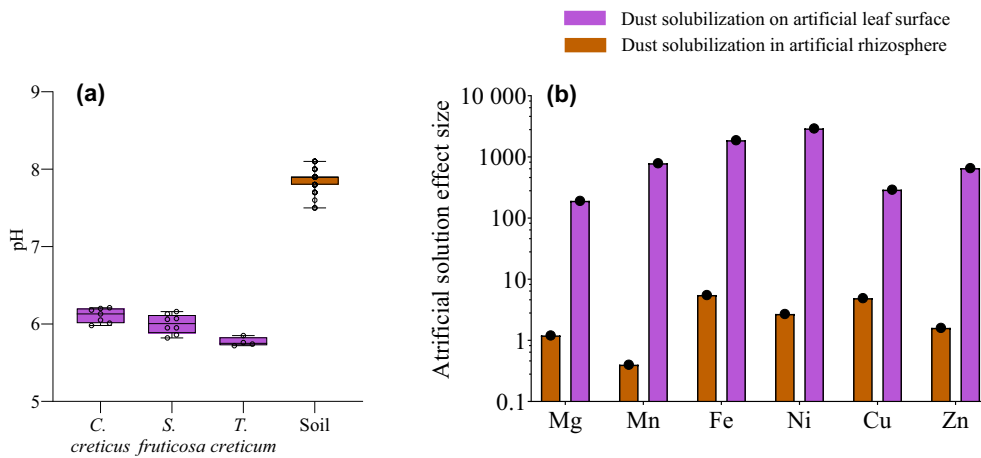 Dust solubilization on artificial leaf surface
Dust solubilization in artificial rhizosphere
(a)
pH
9
8
7
6
5
C. creticus
S. fruticosa
T. creticum
Soil
(b)
Atrificial solution effect size
10 000
1000
100
10
1
0.1
Mg Mn Fe Ni Cu Zn